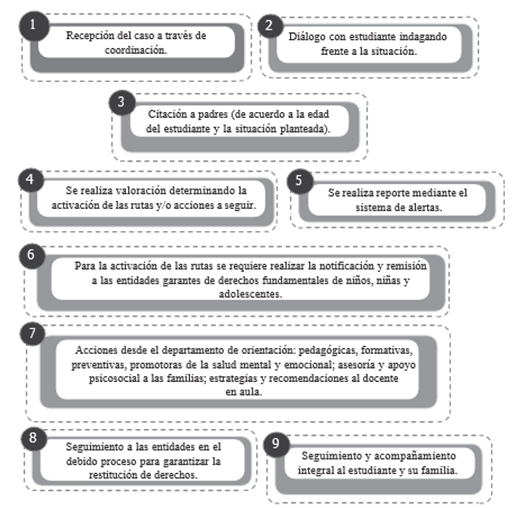 1
Recepción del caso a través de
coordinación.
2
Diálogo con estudiante indagando
frente a la situación.
3
Citación a padres (de acuerdo a la edad
del estudiante y la situación planteada).
4
Se realiza valoración determinando la
activación de las rutas y/o acciones a seguir.
5
Se realiza reporte mediante el
sistema de alertas.
6
Para la activación de las rutas se requiere realizar la notificación y remisión
a las entidades garantes de derechos fundamentales de niños, niñas y
adolescentes.
7
Acciones desde el departamento de orientación: pedagógicas, formativas,
preventivas, promotoras de la salud mental y emocional; asesoría y apoyo
psicosocial a las familias; estrategias y recomendaciones al docente
en aula.
8
Seguimiento a las entidades en el
debido proceso para garantizar la
restitución de derechos.
9
Seguimiento y acompañamiento
integral al estudiante y su familia.